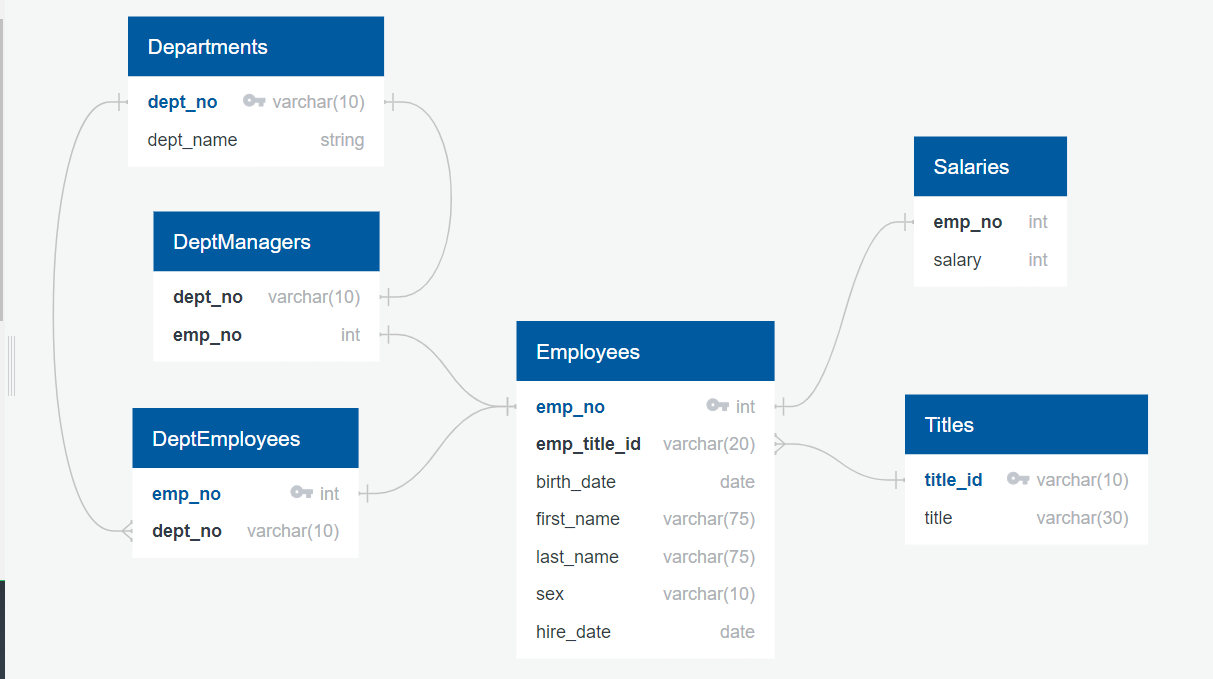 Departments
dept_no varchar(10)
dept_name string
DeptManagers
dept_no varchar(10)
emp_no int
DeptEmployees
emp_no int
dept_no varchar(10)
Employees
emp_no int
emp_title_id varchar(20)
birth_date date
first_name varchar(75)
last_name varchar(75)
sex varchar(10)
hire_date date
Salaries
emp_no int
salary int
Titles
title_id varchar(10)
title varchar(30)